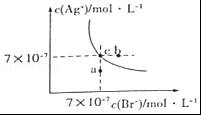 c(Ag⁺)/mol · L⁻¹
7×10⁻⁷
c b
a
7×10⁻⁷ c(Br⁻)/mol · L⁻¹